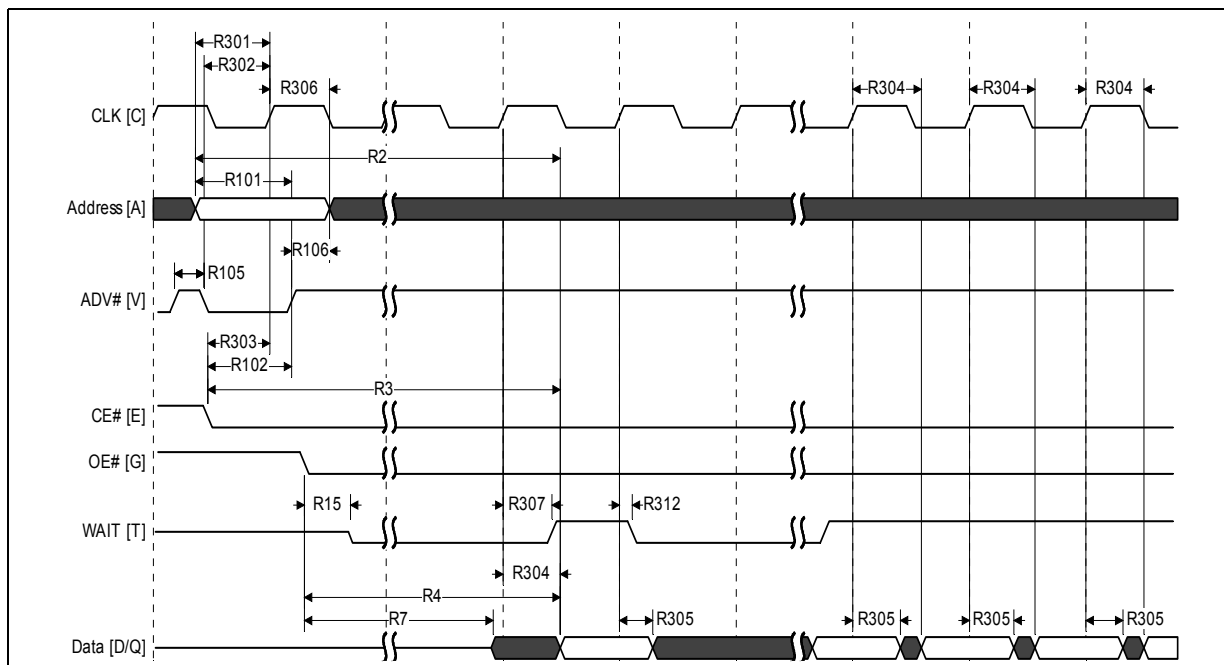 R301
R302
R306
R304 R304 R304
CLK [C]
R2
R101
Address [A]
R106
R105
ADV# [V]
R303
R102
R3
CE# [E]
OE# [G]
R15 R307 R312
WAIT [T]
R304
R4
R7 R305 R305 R305 R305
Data [D/Q]